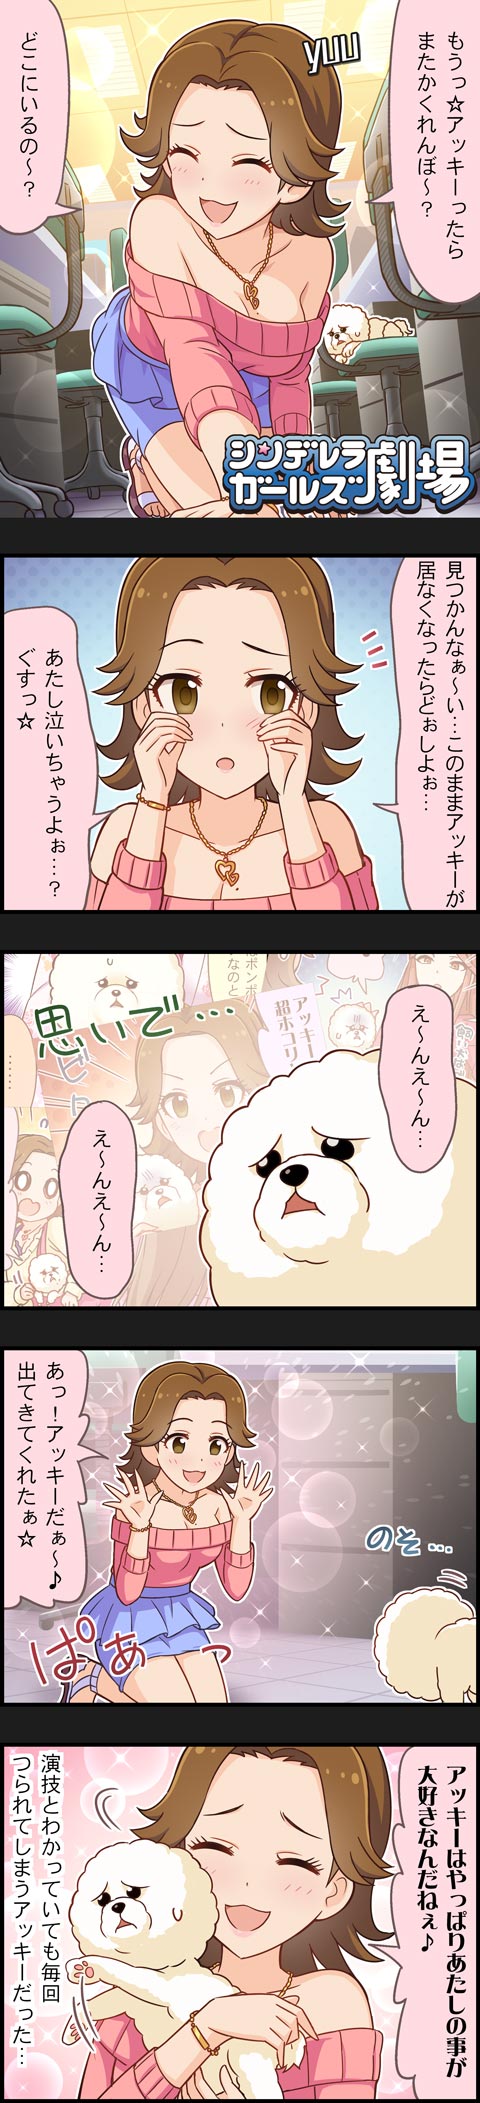 もうっ☆アッキーったら
またかくれんぼ～？
YUU
どこにいるの～？
シンデレラ
ガールズ劇場
見つかんなぁ～い…このままアッキーが
居なくなったらどぉしよぉ…
あたし泣いちゃうよぉ…？
ぐすっ☆
え～んえ～ん…
思いで…
アッキー
超ホコリ！
え～んえ～ん…
あっ！アッキーだぁ～♪
出てきてくれたぁ☆
のそ…
ぱあっ
アッキーはやっぱりあたしの事が
大好きなんだねぇ♪
演技とわかっていても毎回
つられてしまうアッキーだった…